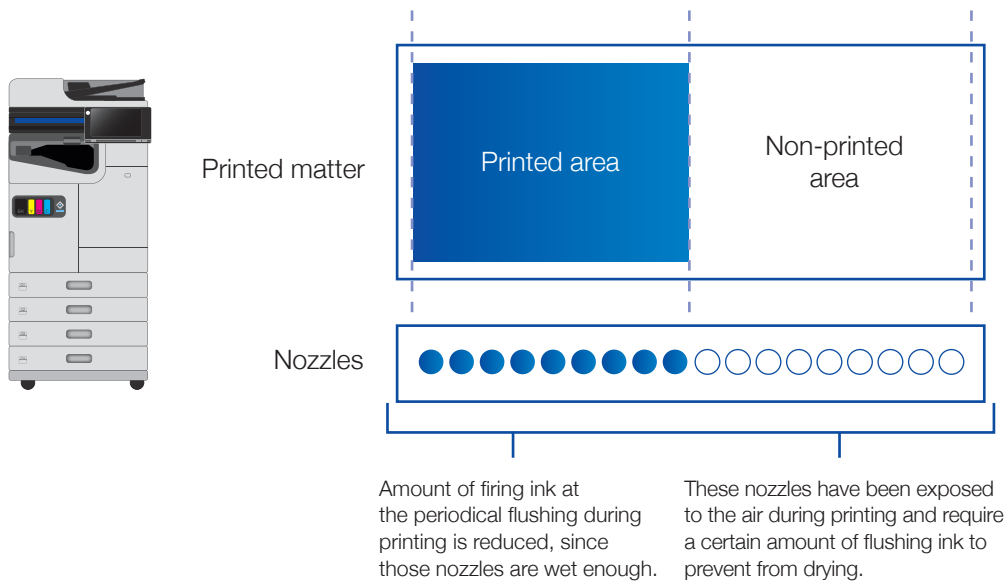 Printed matter
Printed area
Non-printed
area
Nozzles
Amount of firing ink at
the periodical flushing during
printing is reduced, since
those nozzles are wet enough.
These nozzles have been exposed
to the air during printing and require
a certain amount of flushing ink to
prevent from drying.